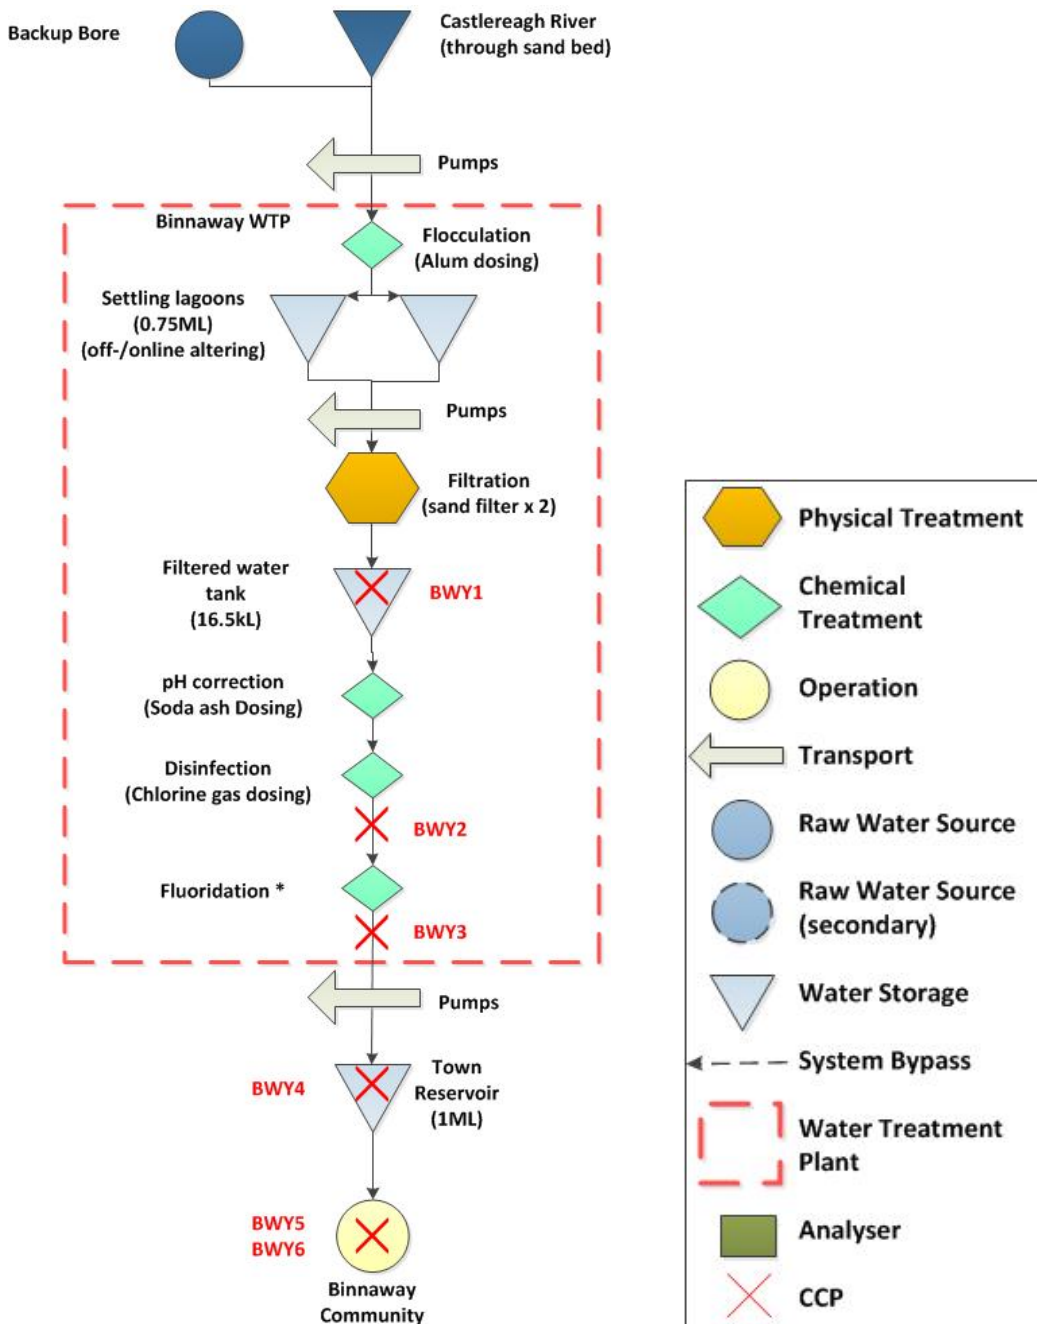 Backup Bore
Castlereagh River
(through sand bed)
Pumps
Binnaway WTP
Flocculation
(Alum dosing)
Settling lagoons
(0.75ML)
(off-/online altering)
Pumps
Filtration
(sand filter x 2)
Filtered water
tank
(16.5kL)
BWY1
pH correction
(Soda ash Dosing)
Disinfection
(Chlorine gas dosing)
BWY2
Fluoridation *
BWY3
Pumps
BWY4
Town
Reservoir
(1ML)
BWY5
BWY6
Binnaway
Community
Physical Treatment
Chemical
Treatment
Operation
Transport
Raw Water Source
Raw Water Source
(secondary)
Water Storage
System Bypass
Water Treatment
Plant
Analyser
CCP